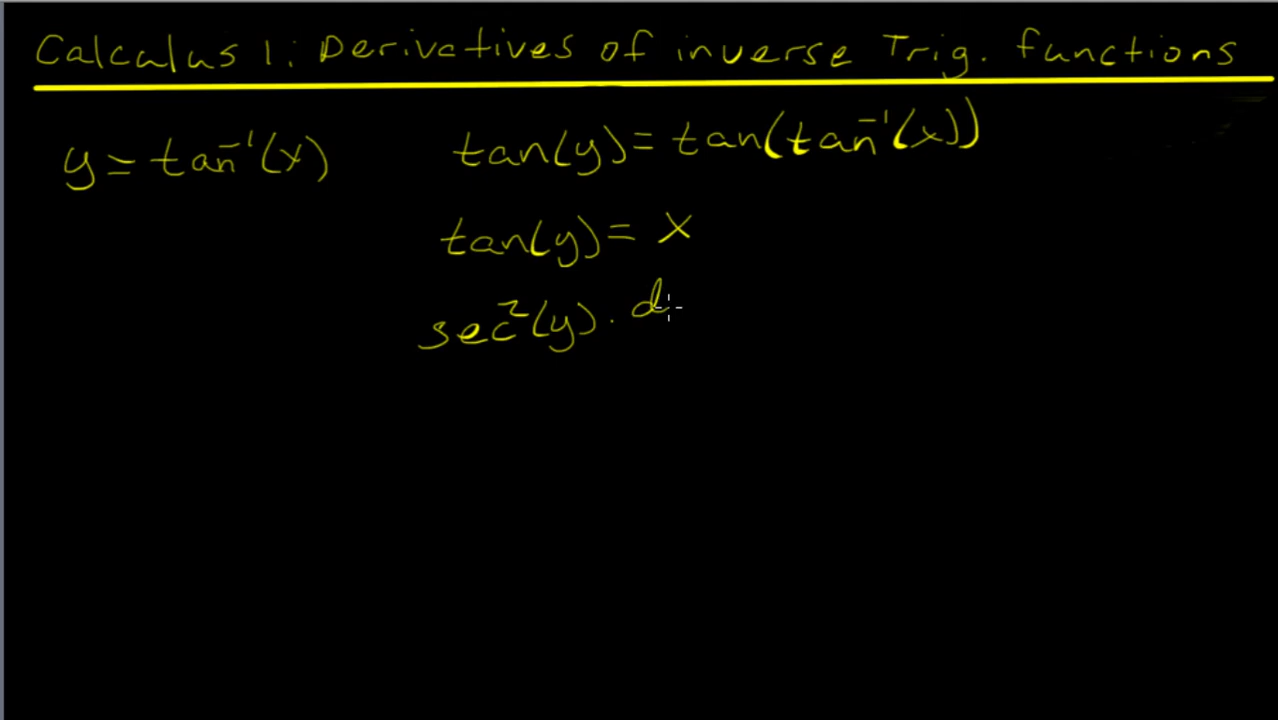 Calculus 1: Derivatives of inverse Trig. functions
y = tan⁻¹(x)
tan(y) = tan(tan⁻¹(x))
tan(y) = x
sec²(y) · d